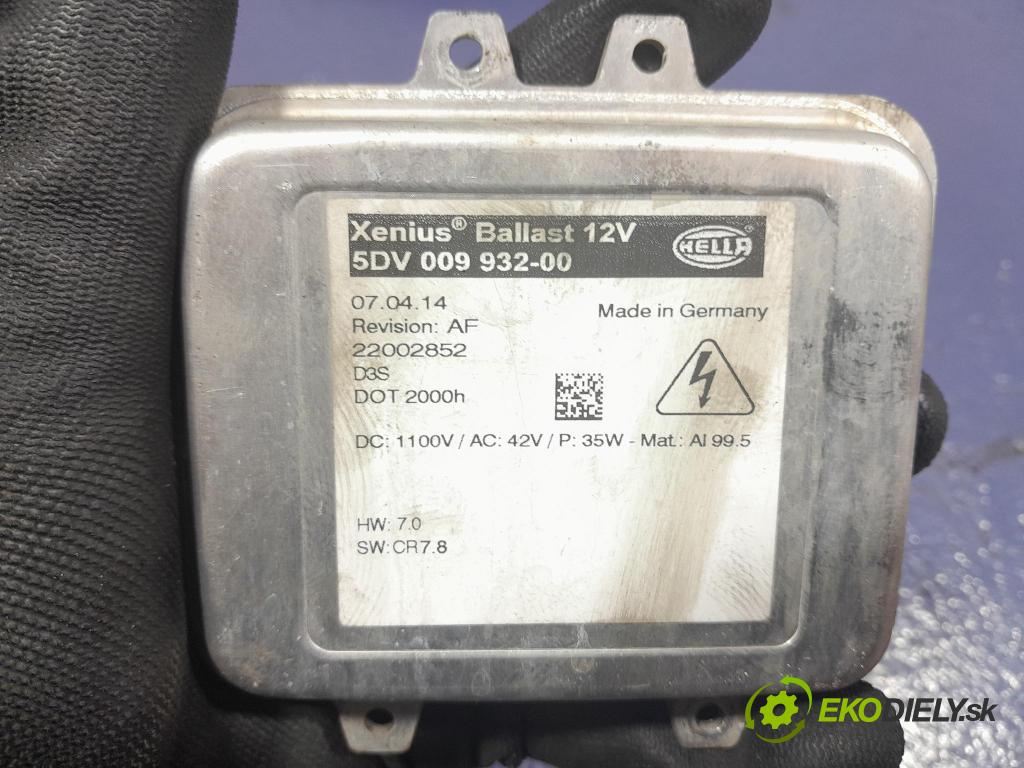 Xenius® Ballast 12V
5DV 009 932-00
HELLA
07.04.14
Made in Germany
Revision: AF
22002852
D3S
DOT 2000h
DC: 1100V / AC: 42V / P: 35W - Mat.: Al 99.5
HW: 7.0
SW: CR7.8
EKODIELY.sk